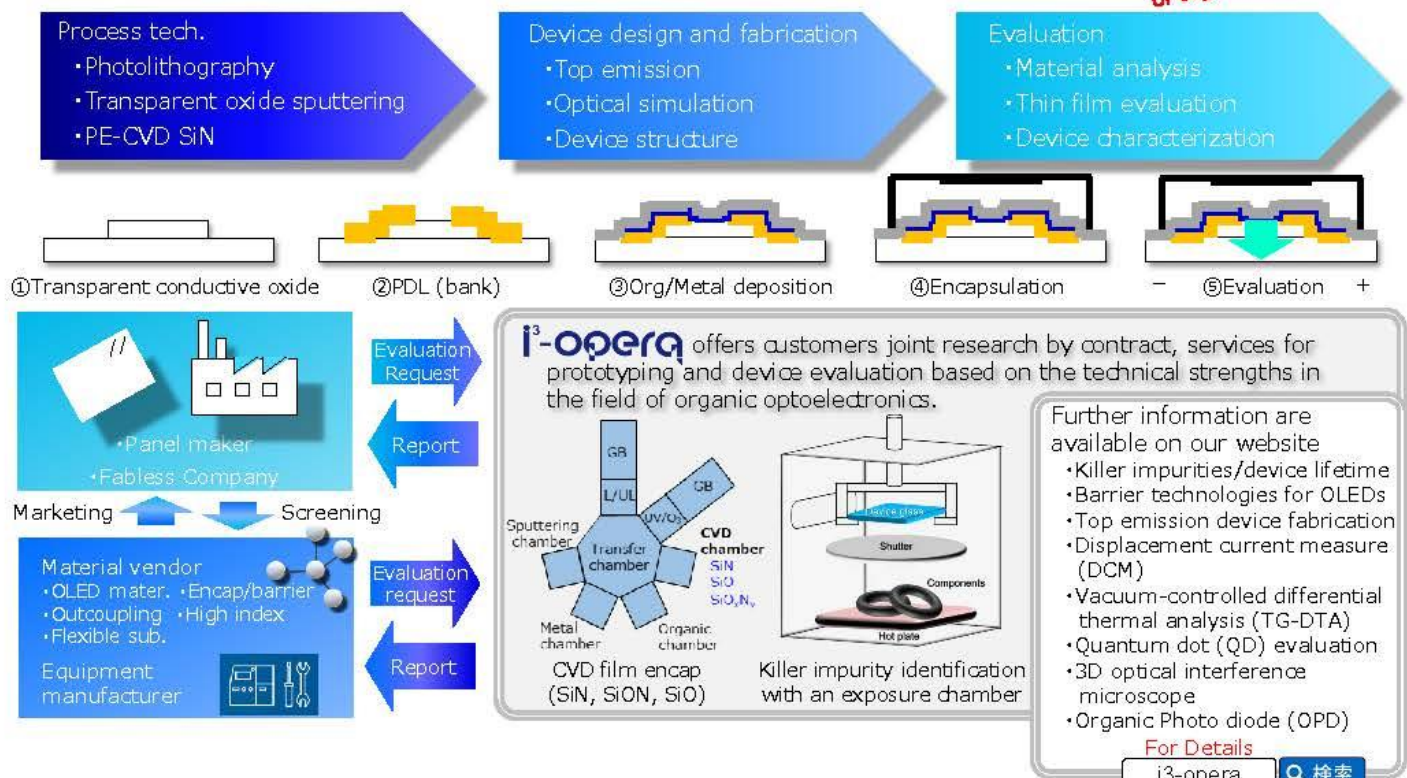 Process tech.
・Photolithography
・Transparent oxide sputtering
・PE-CVD SiN
Device design and fabrication
・Top emission
・Optical simulation
・Device structure
Evaluation
・Material analysis
・Thin film evaluation
・Device characterization
①Transparent conductive oxide
②PDL (bank)
③Org/Metal deposition
④Encapsulation
− ⑤Evaluation +
・Panel maker
・Fabless Company
Evaluation
Request
Report
Marketing
Screening
Material vendor
・OLED mater. ・Encap/barrier
・Outcoupling ・High index
・Flexible sub.
Equipment
manufacturer
Evaluation
request
Report
i³-opera offers customers joint research by contract, services for
prototyping and device evaluation based on the technical strengths in
the field of organic optoelectronics.
GB
L/UL
GB
UV/O₃
Sputtering
chamber
Transfer
chamber
CVD
chamber
SiN
SiO
SiOₓNᵧ
Metal
chamber
Organic
chamber
CVD film encap
(SiN, SiON, SiO)
Device glass
Shutter
Components
Hot plate
Killer impurity identification
with an exposure chamber
Further information are
available on our website
・Killer impurities/device lifetime
・Barrier technologies for OLEDs
・Top emission device fabrication
・Displacement current measure
(DCM)
・Vacuum-controlled differential
thermal analysis (TG-DTA)
・Quantum dot (QD) evaluation
・3D optical interference
microscope
・Organic Photo diode (OPD)
For Details
i3-opera
検索